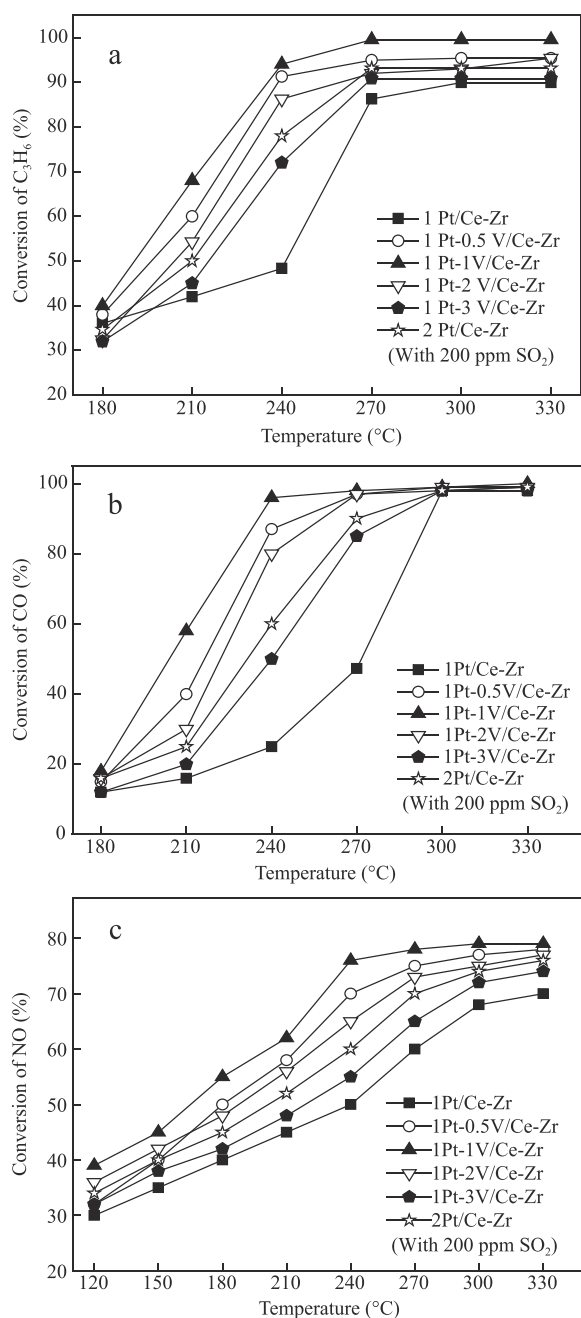 a
100
90
80
70
60
50
40
30
20
Conversion of C₃H₆ (%)
1 Pt/Ce-Zr
1 Pt-0.5 V/Ce-Zr
1 Pt-1V/Ce-Zr
1 Pt-2 V/Ce-Zr
1 Pt-3 V/Ce-Zr
2 Pt/Ce-Zr
(With 200 ppm SO₂)
180 210 240 270 300 330
Temperature (°C)
b
100
80
60
40
20
0
Conversion of CO (%)
1Pt/Ce-Zr
1Pt-0.5V/Ce-Zr
1Pt-1V/Ce-Zr
1Pt-2V/Ce-Zr
1Pt-3V/Ce-Zr
2Pt/Ce-Zr
(With 200 ppm SO₂)
180 210 240 270 300 330
Temperature (°C)
c
80
70
60
50
40
30
20
Conversion of NO (%)
1Pt/Ce-Zr
1Pt-0.5V/Ce-Zr
1Pt-1V/Ce-Zr
1Pt-2V/Ce-Zr
1Pt-3V/Ce-Zr
2Pt/Ce-Zr
(With 200 ppm SO₂)
120 150 180 210 240 270 300 330
Temperature (°C)